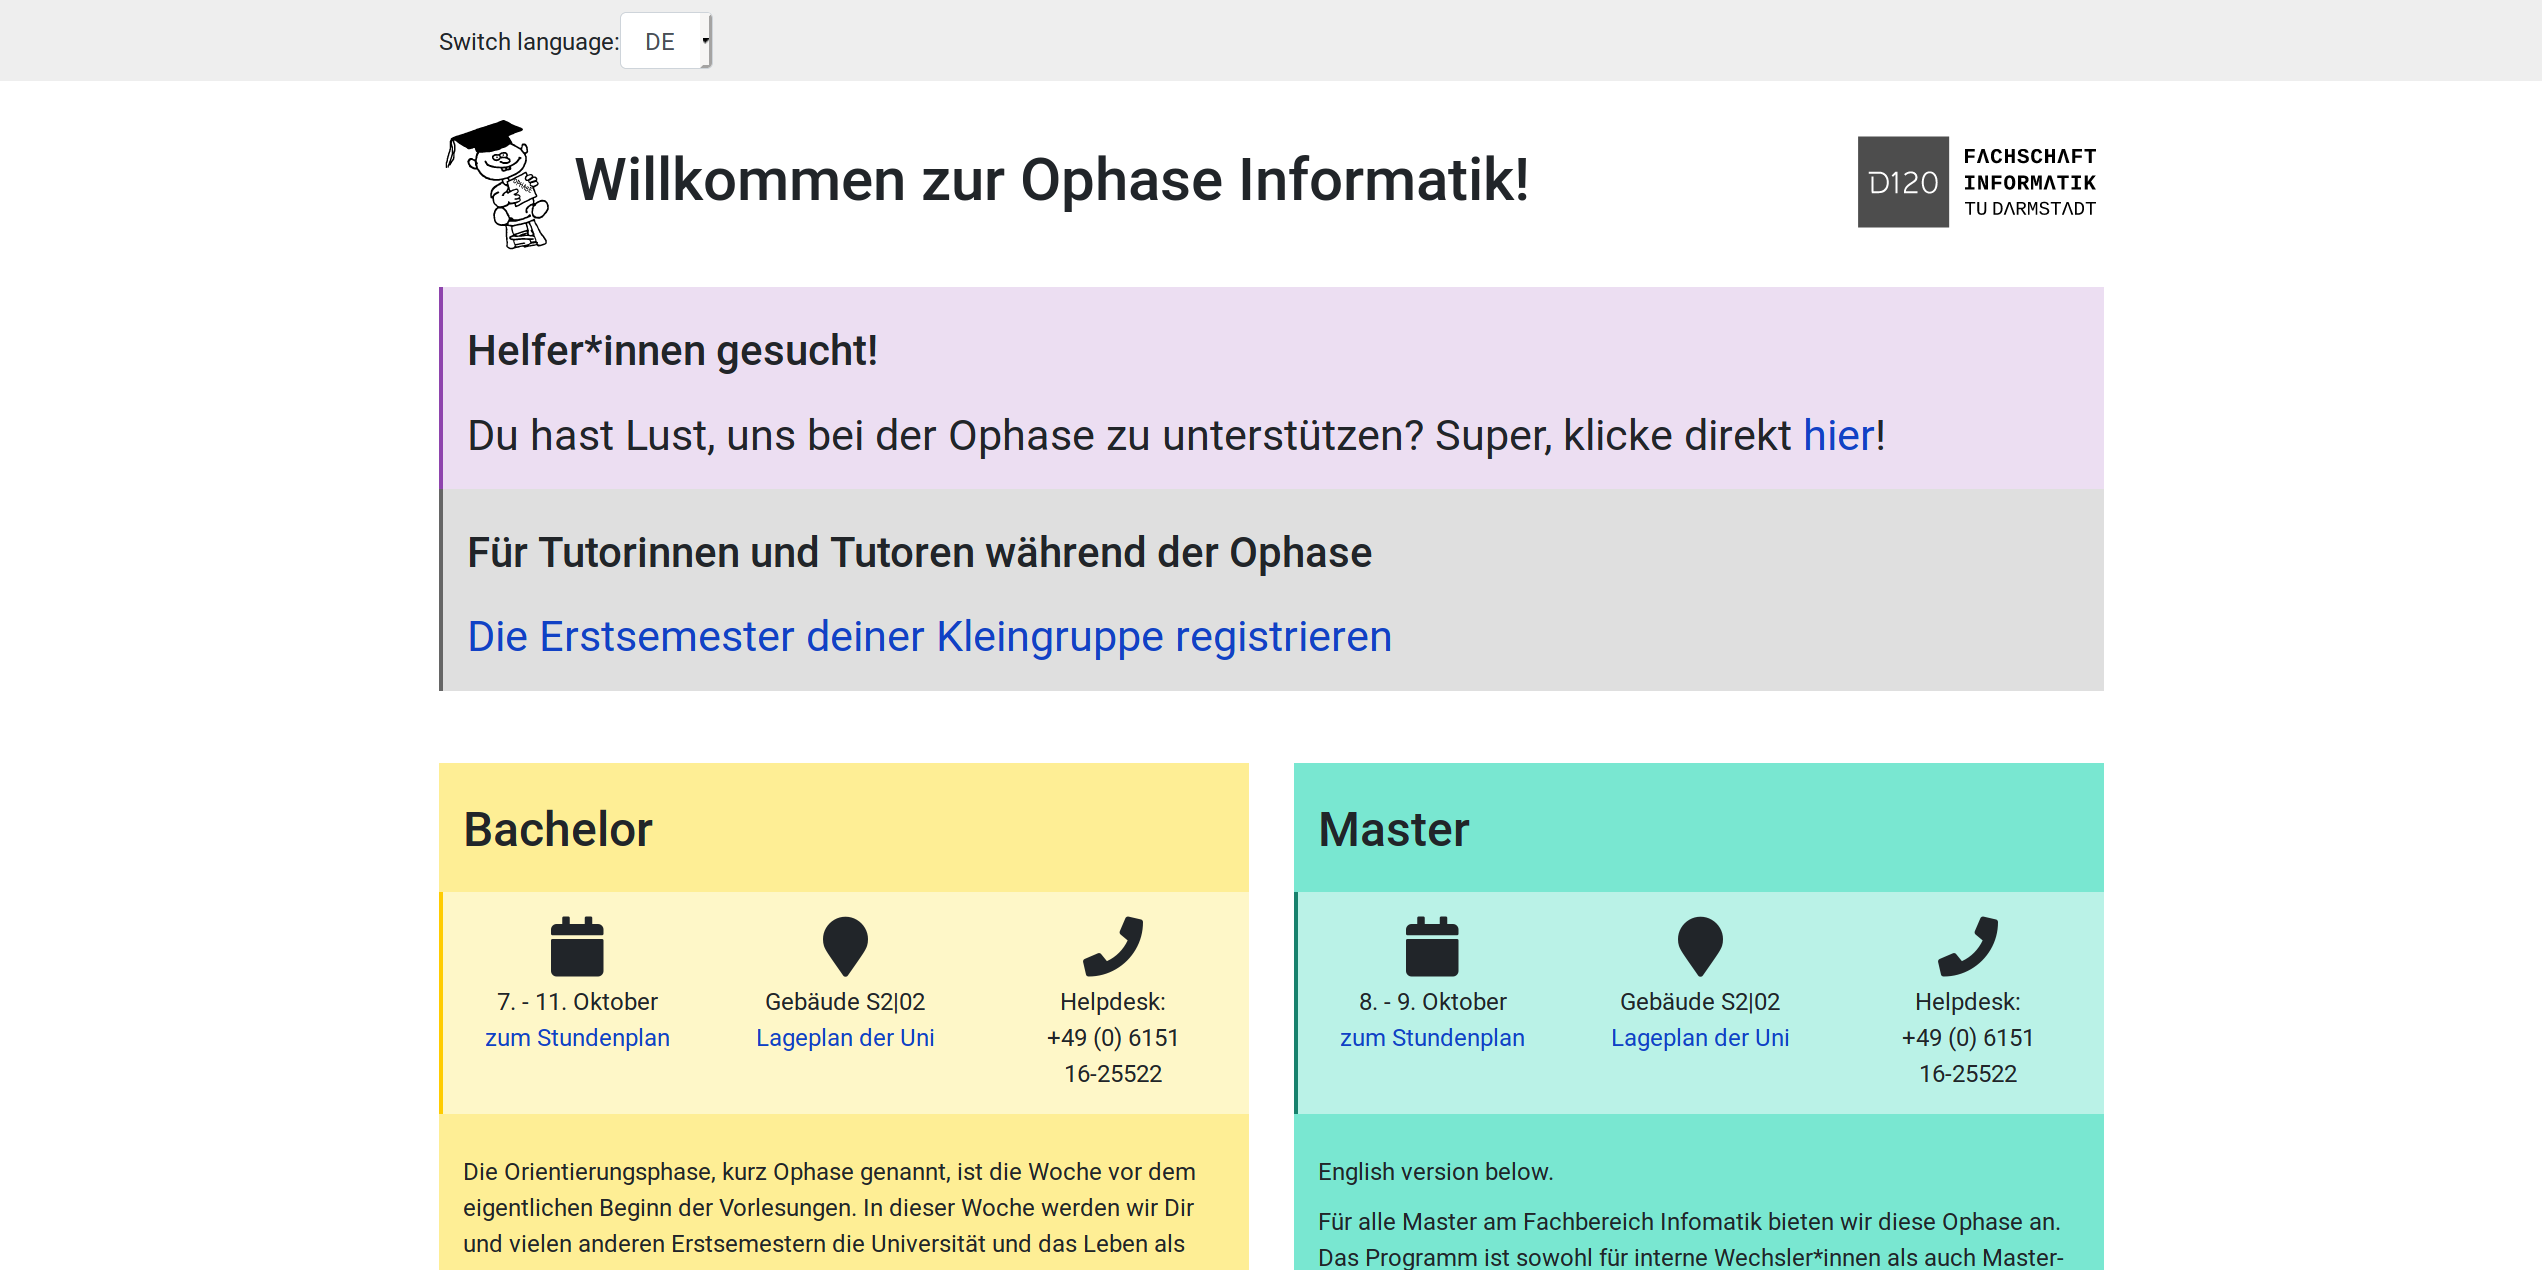 Switch language: DE
Willkommen zur Ophase Informatik!
D120
FACHSCHAFT
INFORMATIK
TU DARMSTADT
Helfer*innen gesucht!
Du hast Lust, uns bei der Ophase zu unterstützen? Super, klicke direkt hier!
Für Tutorinnen und Tutoren während der Ophase
Die Erstsemester deiner Kleingruppe registrieren
Bachelor
7. - 11. Oktober
zum Stundenplan
Gebäude S2|02
Lageplan der Uni
Helpdesk:
+49 (0) 6151
16-25522
Die Orientierungsphase, kurz Ophase genannt, ist die Woche vor dem
eigentlichen Beginn der Vorlesungen. In dieser Woche werden wir Dir
und vielen anderen Erstsemestern die Universität und das Leben als
Master
8. - 9. Oktober
zum Stundenplan
Gebäude S2|02
Lageplan der Uni
Helpdesk:
+49 (0) 6151
16-25522
English version below.
Für alle Master am Fachbereich Infomatik bieten wir diese Ophase an.
Das Programm ist sowohl für interne Wechsler*innen als auch Master-